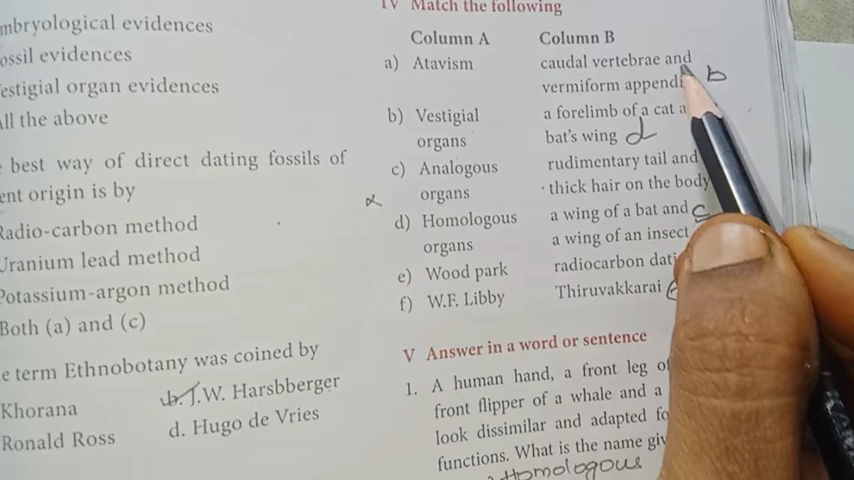 mbryological evidences
ossil evidences
estigial organ evidences
All the above
best way of direct dating fossils of
ent origin is by
Radio-carbon method
Uranium lead method
Potassium-argon method
Both (a) and (c)
e term Ethnobotany was coined by
Khorana
b. J.W. Harsbberger
Ronald Ross
d. Hugo de Vries
IV Match the following
Column A Column B
a) Atavism caudal vertebrae and
vermiform appendi b
b) Vestigial a forelimb of a cat a
organs bat's wing d
c) Analogous rudimentary tail and
organs thick hair on the body
d) Homologous a wing of a bat and c
organs a wing of an insect
e) Wood park radiocarbon dati
f) W.F. Libby Thiruvakkarai e
V Answer in a word or sentence
1. A human hand, a front leg of
front flipper of a whale and a
look dissimilar and adapted fo
functions. What is the name giv
Homologous